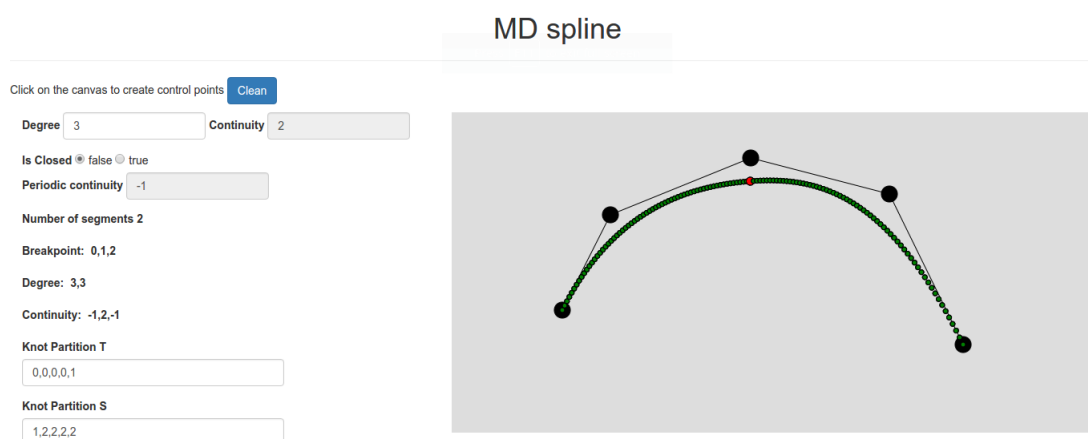 MD spline
Click on the canvas to create control points Clean
Degree 3 Continuity 2
Is Closed false true
Periodic continuity -1
Number of segments 2
Breakpoint: 0,1,2
Degree: 3,3
Continuity: -1,2,-1
Knot Partition T
0,0,0,0,1
Knot Partition S
1,2,2,2,2